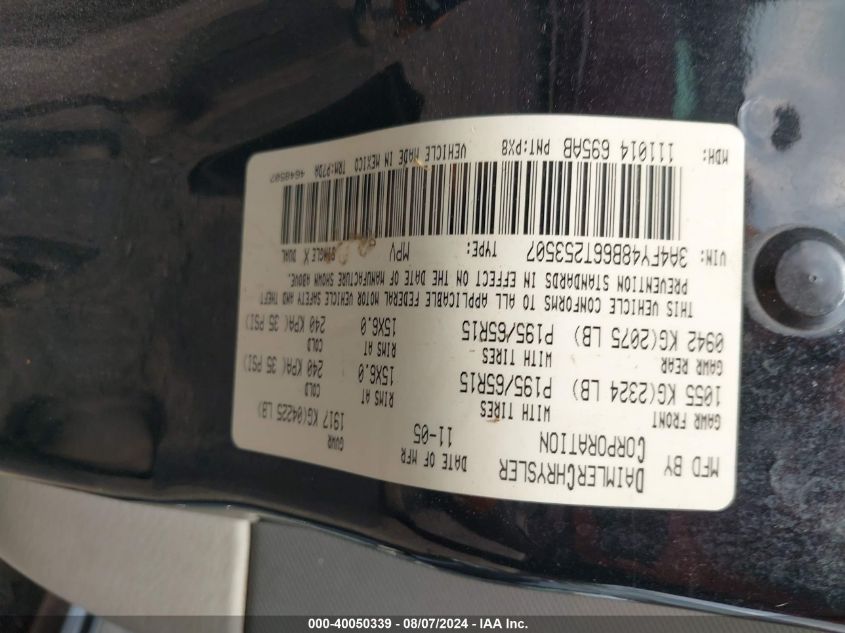 MFD BY DAIMLERCHRYSLER CORPORATION
DATE OF MFR 11-05
GVWR 1917 KG(04225 LB)
GAWR FRONT WITH TIRES RIMS AT COLD
1055 KG(2324 LB) P195/65R15 15X6.0 240 KPA(35 PSI)
GAWR REAR WITH TIRES RIMS AT COLD
0942 KG(2075 LB) P195/65R15 15X6.0 240 KPA(35 PSI)
THIS VEHICLE CONFORMS TO ALL APPLICABLE FEDERAL MOTOR VEHICLE SAFETY AND THEFT
PREVENTION STANDARDS IN EFFECT ON THE DATE OF MANUFACTURE SHOWN ABOVE.
VIN: 3A4FY48B66T253507 TYPE: MPV SINGLE X DUAL
MDH: 111014 695AB PNT:PX8 VEHICLE MADE IN MEXICO TRM:P7DA 4648507
000-40050339 - 08/07/2024 - IAA Inc.